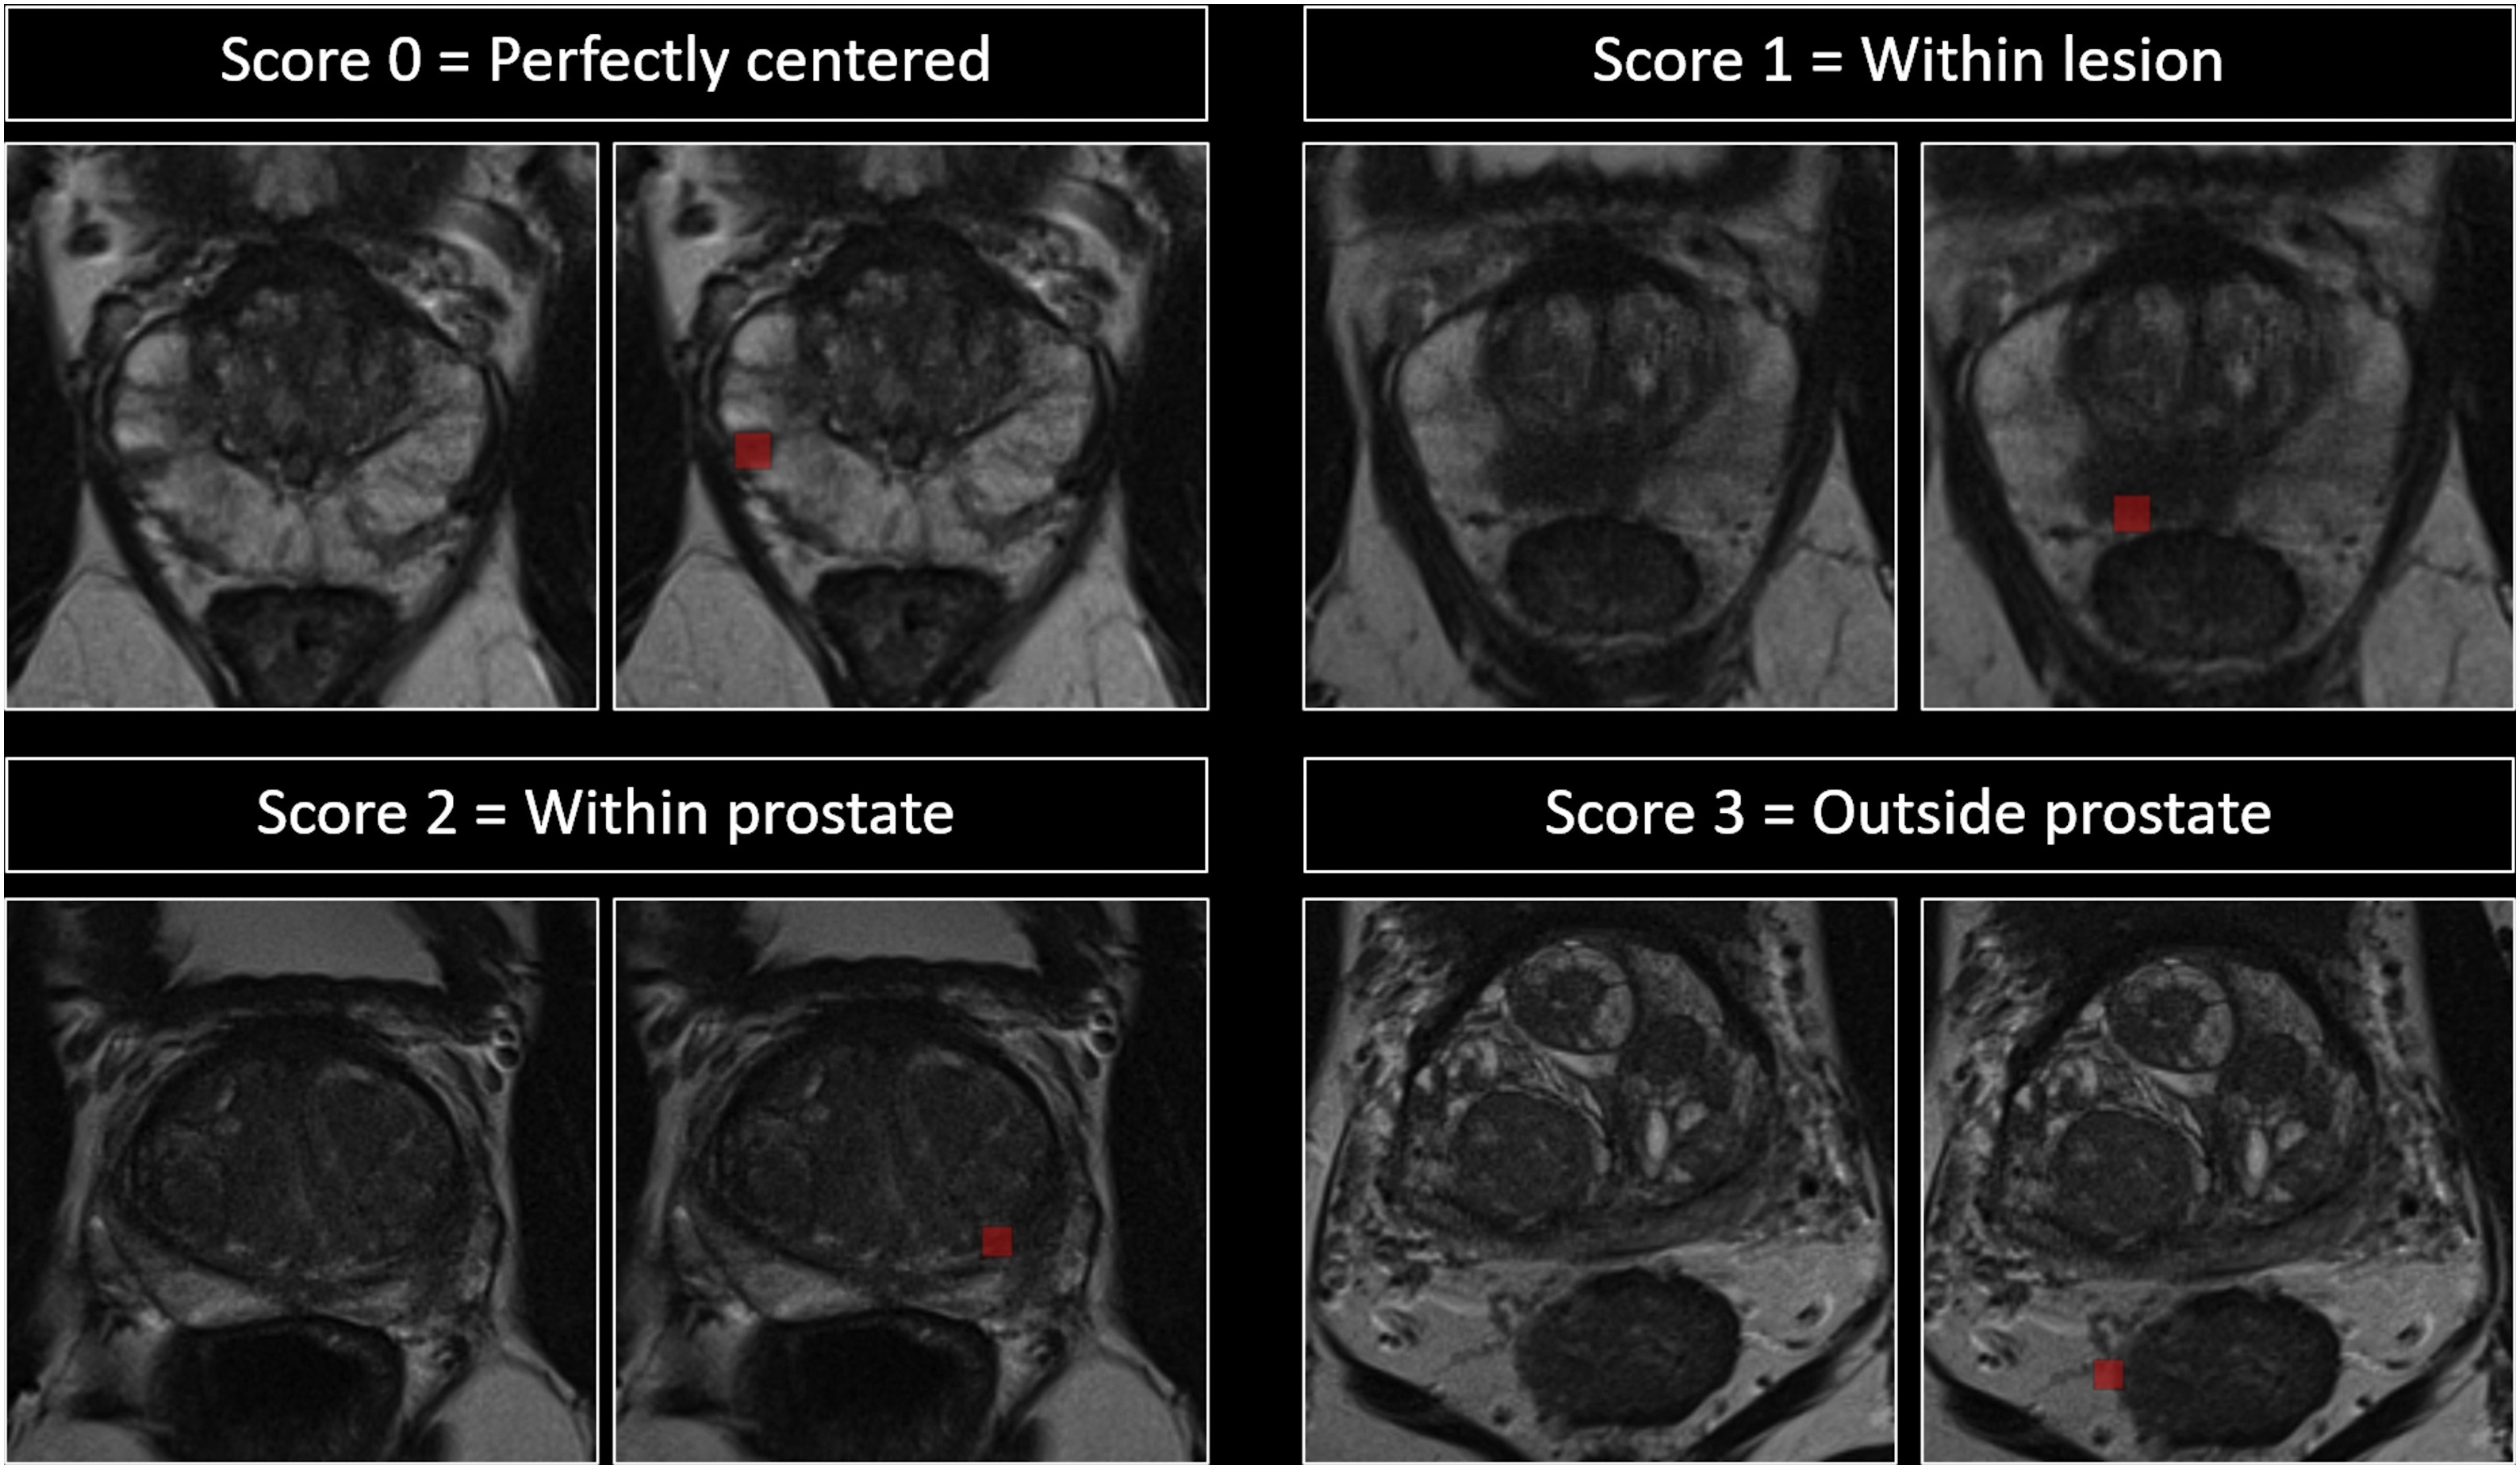 Score 0 = Perfectly centered
Score 1 = Within lesion
Score 2 = Within prostate
Score 3 = Outside prostate